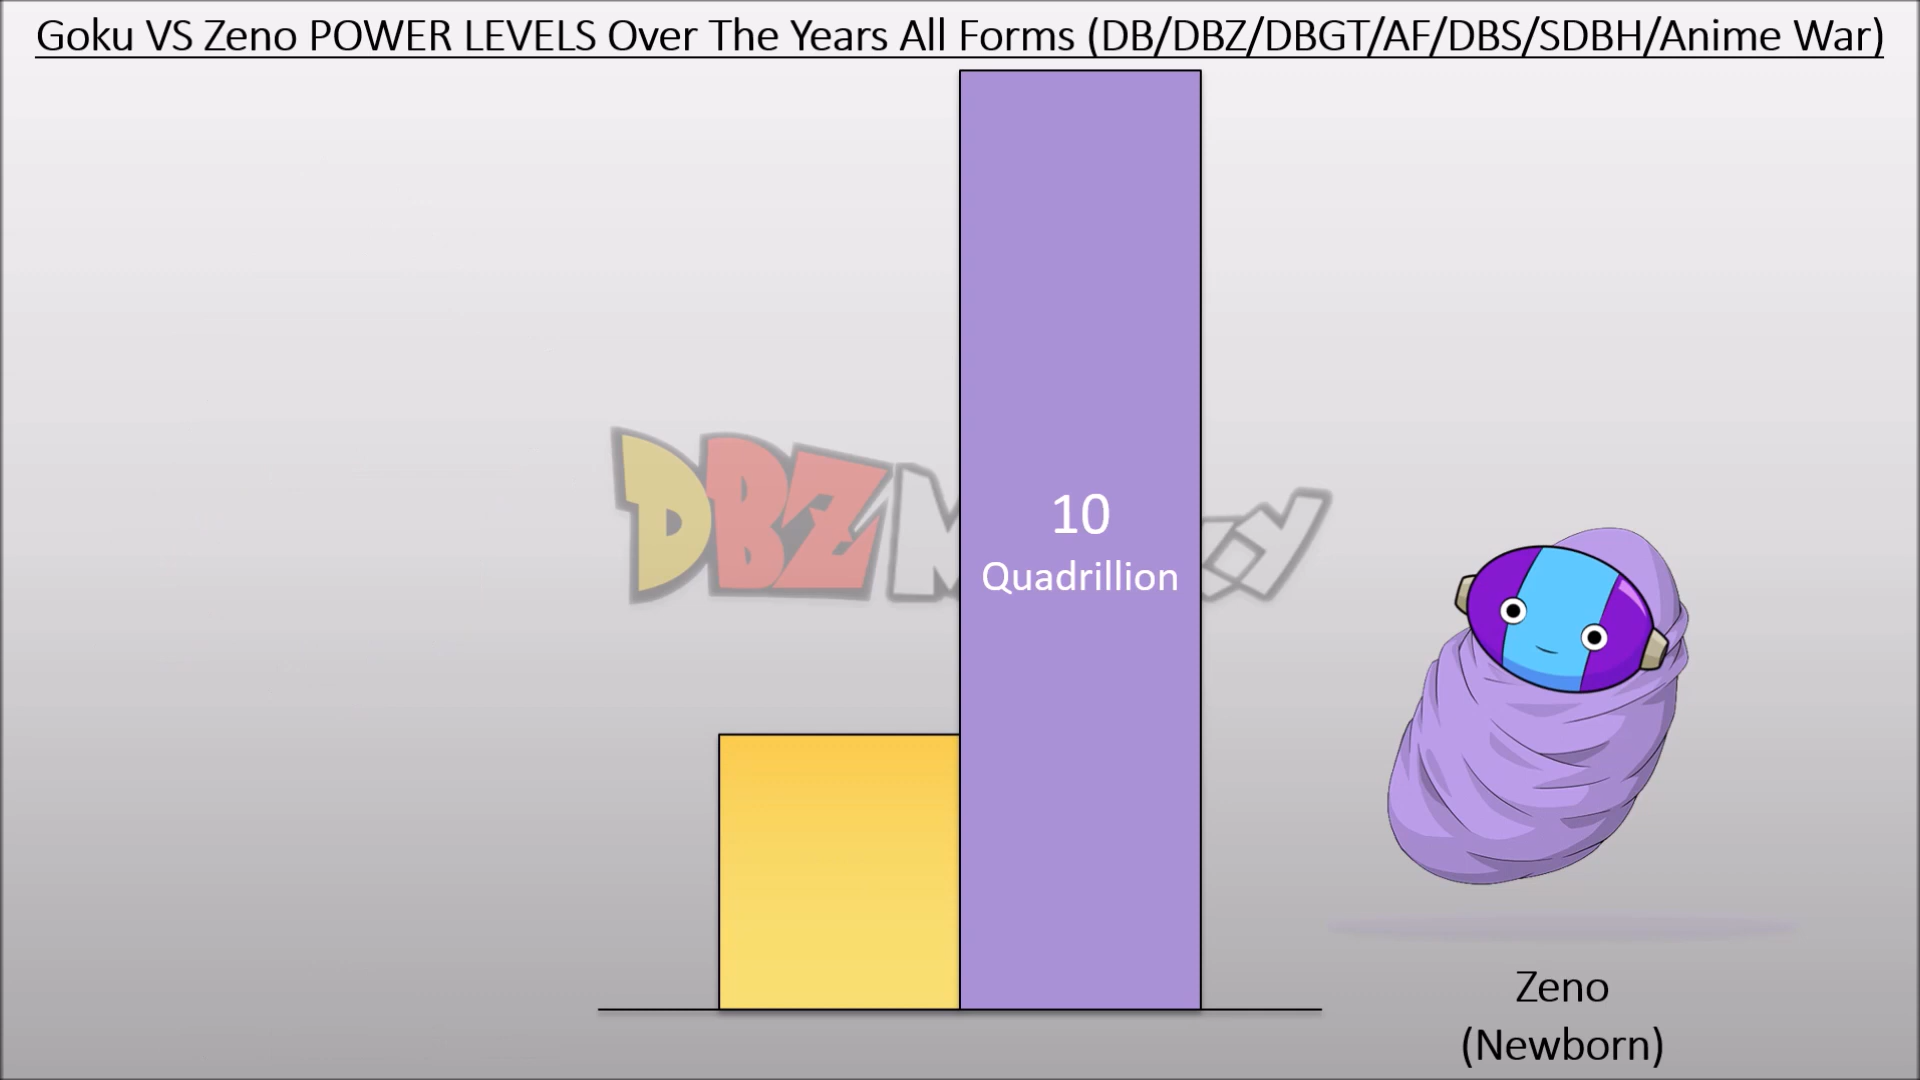 Goku VS Zeno POWER LEVELS Over The Years All Forms (DB/DBZ/DBGT/AF/DBS/SDBH/Anime War)
DBZ
10
Quadrillion
Zeno
(Newborn)